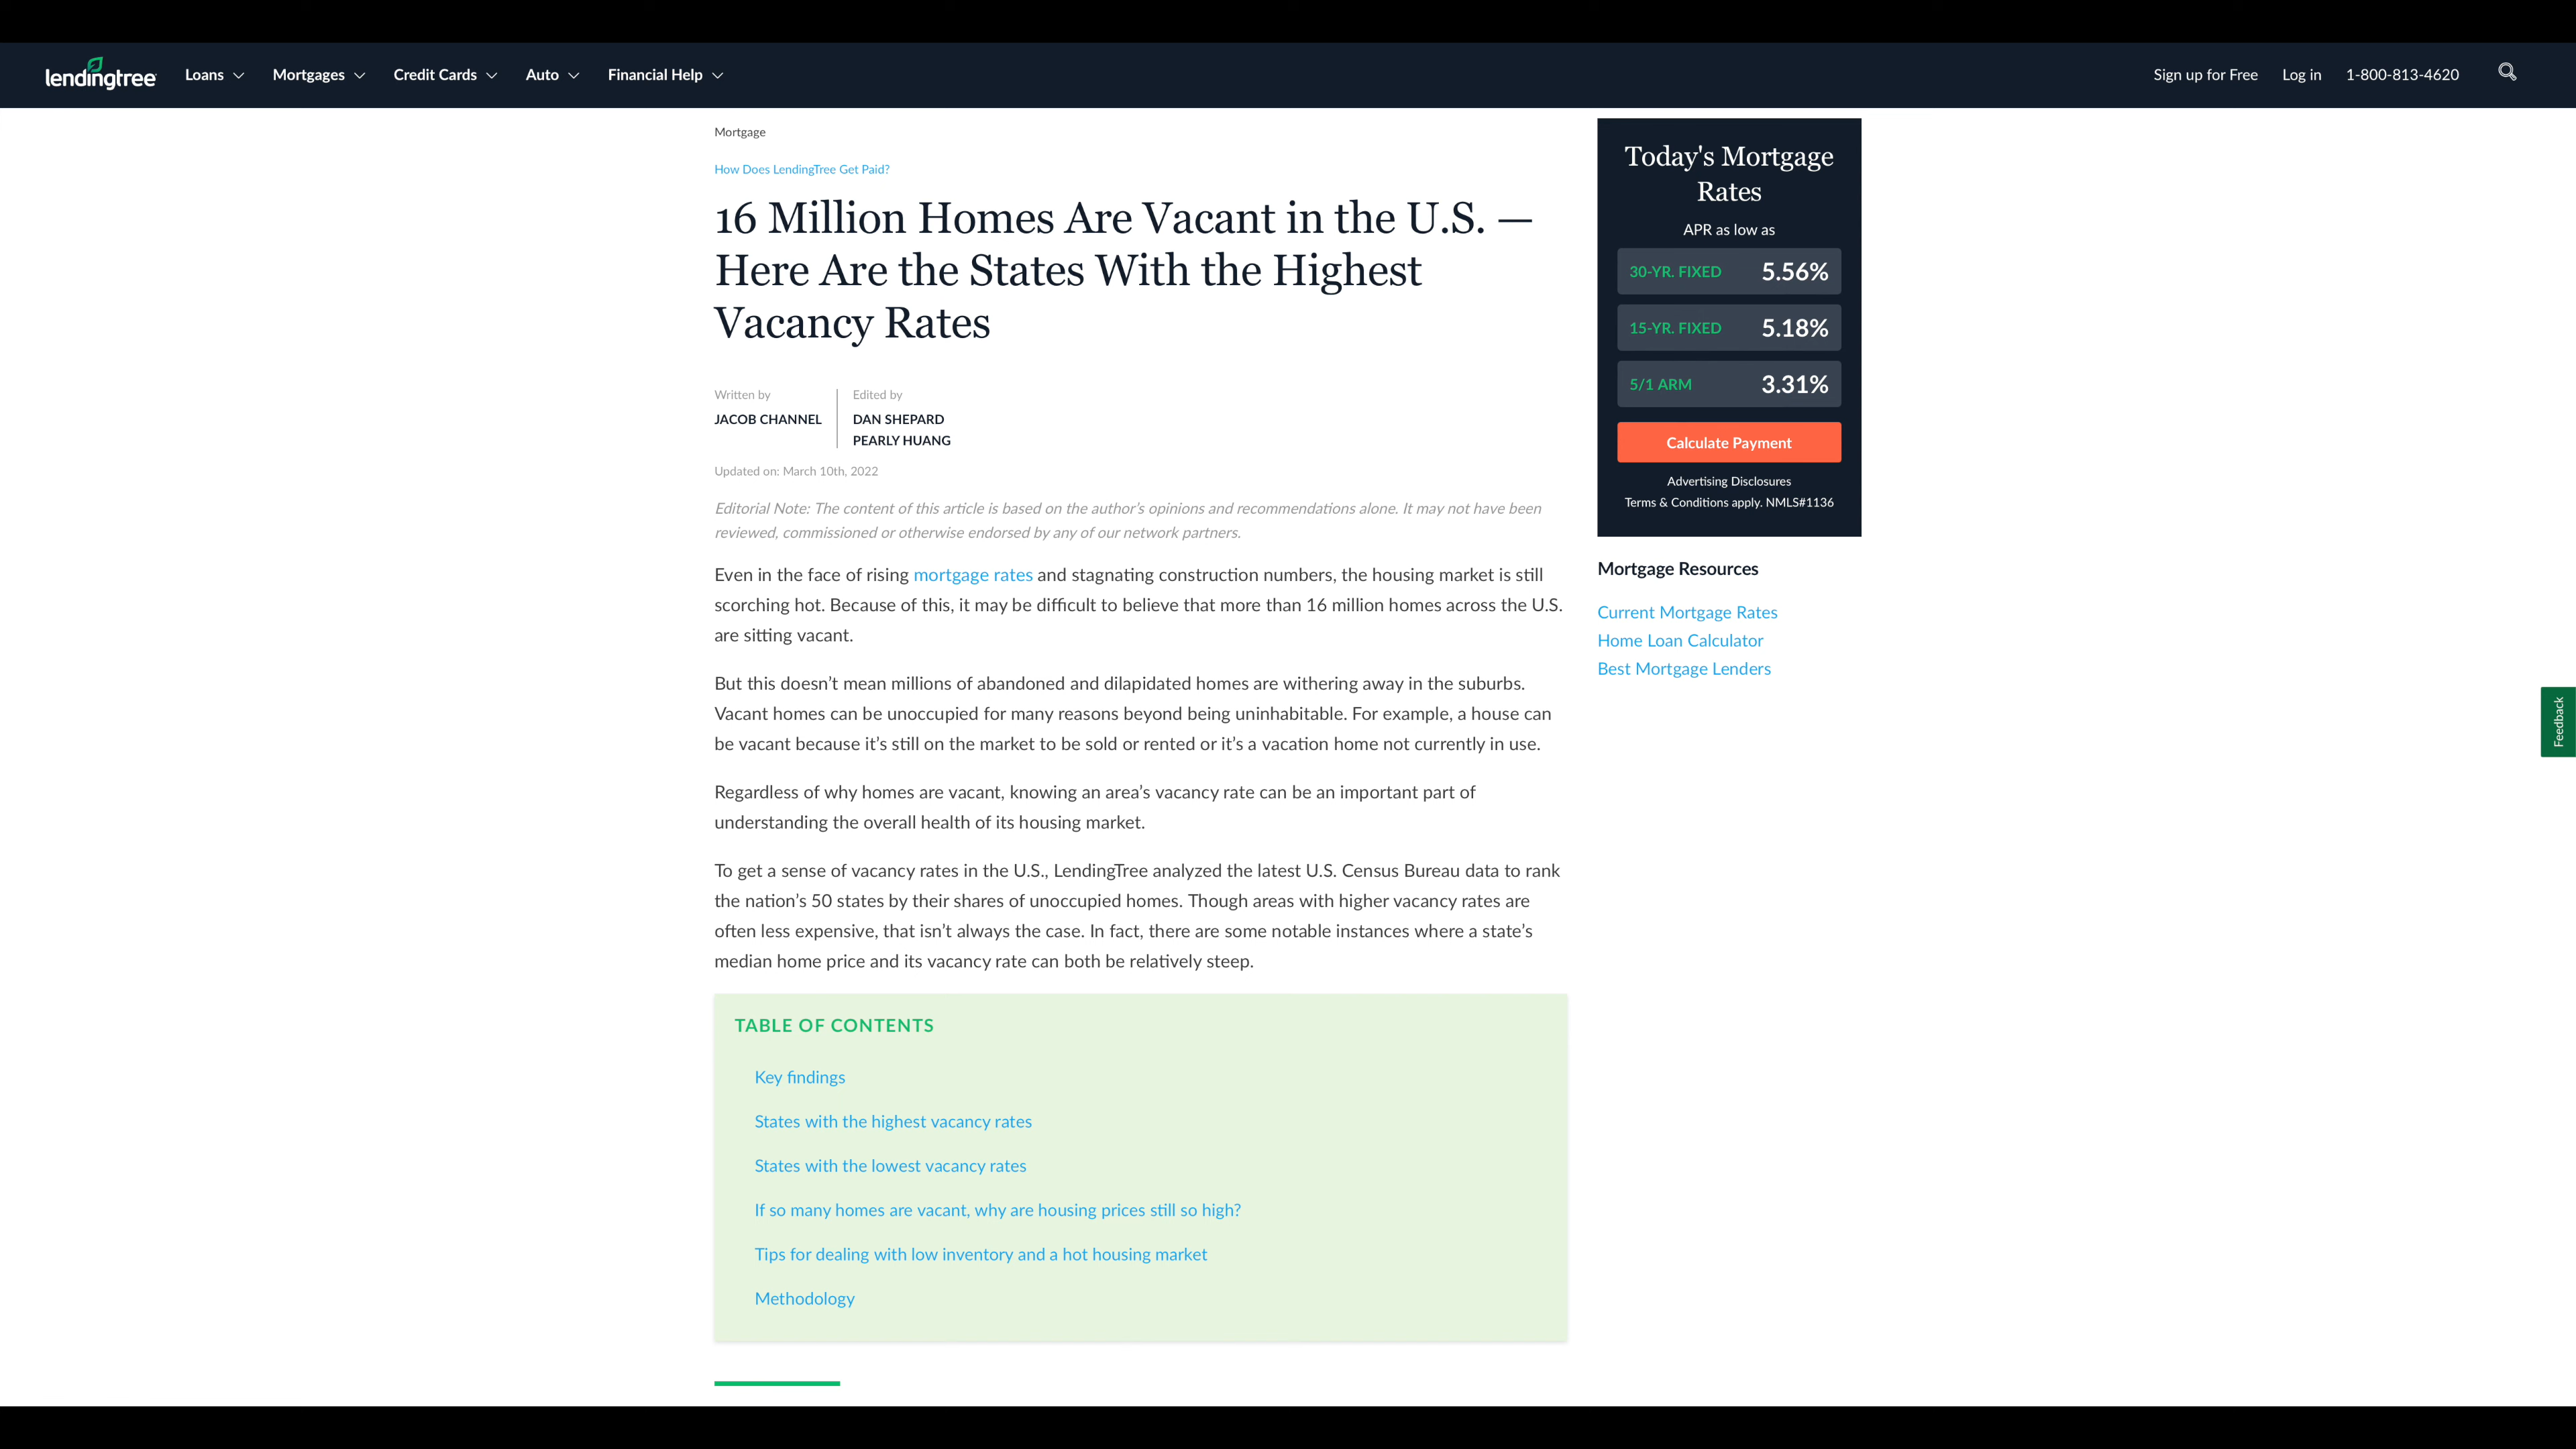 lendingtree Loans Mortgages Credit Cards Auto Financial Help Sign up for Free Log in 1-800-813-4620
Mortgage
How Does LendingTree Get Paid?
16 Million Homes Are Vacant in the U.S. —
Here Are the States With the Highest
Vacancy Rates
Written by
JACOB CHANNEL
Edited by
DAN SHEPARD
PEARLY HUANG
Updated on: March 10th, 2022
Editorial Note: The content of this article is based on the author's opinions and recommendations alone. It may not have been
reviewed, commissioned or otherwise endorsed by any of our network partners.
Even in the face of rising mortgage rates and stagnating construction numbers, the housing market is still
scorching hot. Because of this, it may be difficult to believe that more than 16 million homes across the U.S.
are sitting vacant.
But this doesn't mean millions of abandoned and dilapidated homes are withering away in the suburbs.
Vacant homes can be unoccupied for many reasons beyond being uninhabitable. For example, a house can
be vacant because it's still on the market to be sold or rented or it's a vacation home not currently in use.
Regardless of why homes are vacant, knowing an area's vacancy rate can be an important part of
understanding the overall health of its housing market.
To get a sense of vacancy rates in the U.S., LendingTree analyzed the latest U.S. Census Bureau data to rank
the nation's 50 states by their shares of unoccupied homes. Though areas with higher vacancy rates are
often less expensive, that isn't always the case. In fact, there are some notable instances where a state's
median home price and its vacancy rate can both be relatively steep.
TABLE OF CONTENTS
Key findings
States with the highest vacancy rates
States with the lowest vacancy rates
If so many homes are vacant, why are housing prices still so high?
Tips for dealing with low inventory and a hot housing market
Methodology
Today's Mortgage
Rates
APR as low as
30-YR. FIXED 5.56%
15-YR. FIXED 5.18%
5/1 ARM 3.31%
Calculate Payment
Advertising Disclosures
Terms & Conditions apply. NMLS#1136
Mortgage Resources
Current Mortgage Rates
Home Loan Calculator
Best Mortgage Lenders
Feedback